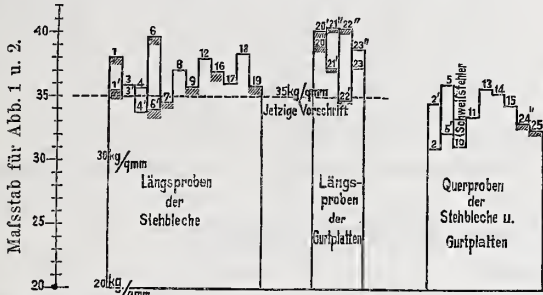 Maſsstab für Abb. 1 u. 2.
40
35
30
25
20
1 1' 3 3' 4 4' 6 6' 7 8 9 12 16 17 18 19
35kg/qmm
Jetzige Vorschrift
30kg/qmm
20kg/qmm
Längsproben
der
Stehbleche
20' 20 21" 21' 22" 22' 23" 23
Längs-
proben
der
Gurtplatten
2' 2 5 5' 10 (Schweissfehler 11 13 14 15 24 25"
Querproben
der
Stehbleche u.
Gurtplatten